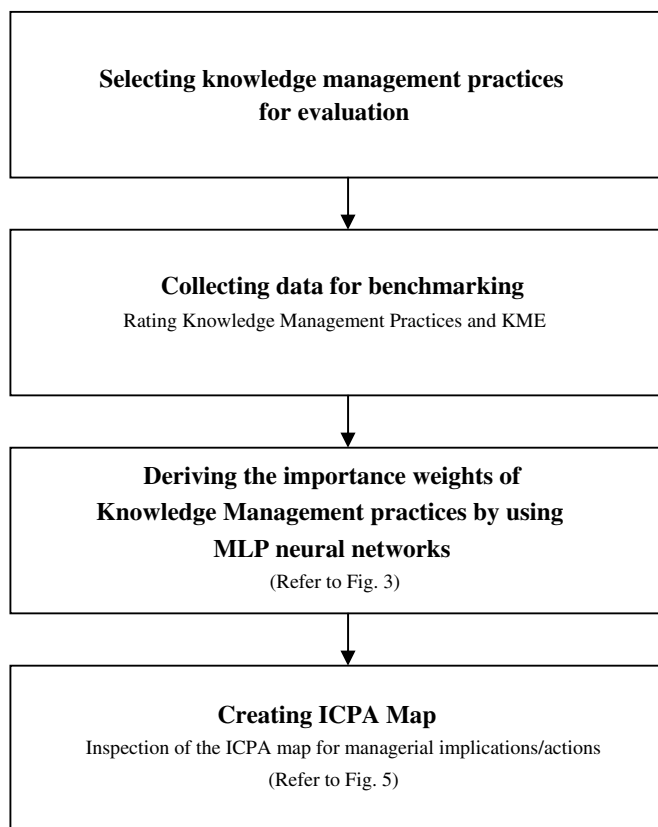 Selecting knowledge management practices
for evaluation
Collecting data for benchmarking
Rating Knowledge Management Practices and KME
Deriving the importance weights of
Knowledge Management practices by using
MLP neural networks
(Refer to Fig. 3)
Creating ICPA Map
Inspection of the ICPA map for managerial implications/actions
(Refer to Fig. 5)